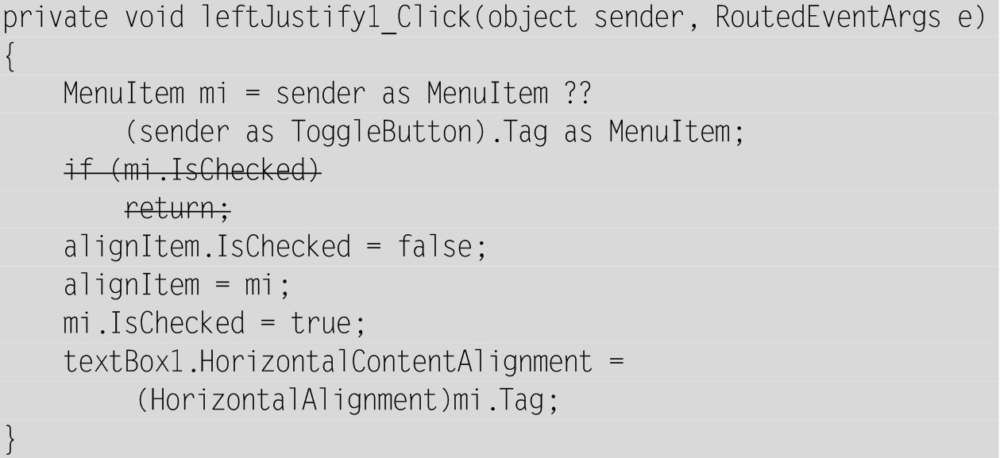 private void leftJustify1_Click(object sender, RoutedEventArgs e)
{
    MenuItem mi = sender as MenuItem ??
        (sender as ToggleButton).Tag as MenuItem;
    if (mi.IsChecked)
        return;
    alignItem.IsChecked = false;
    alignItem = mi;
    mi.IsChecked = true;
    textBox1.HorizontalContentAlignment =
        (HorizontalAlignment)mi.Tag;
}